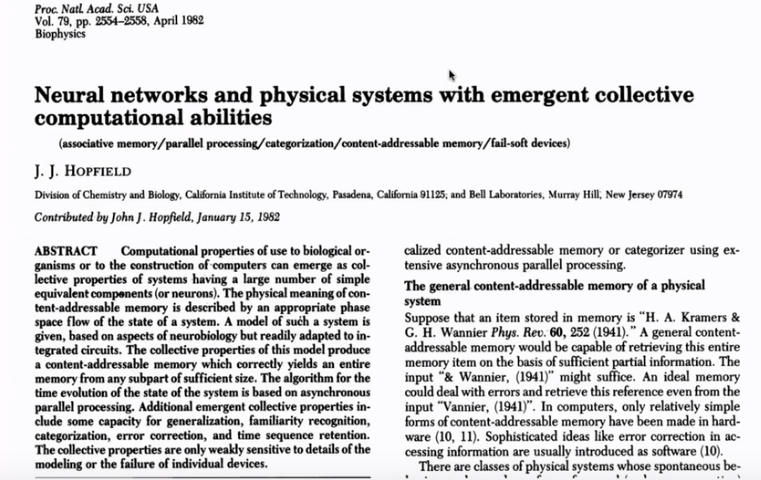 Proc. Natl. Acad. Sci. USA
Vol. 79, pp. 2554-2558, April 1982
Biophysics
Neural networks and physical systems with emergent collective
computational abilities
(associative memory/parallel processing/categorization/content-addressable memory/fail-soft devices)
J. J. HOPFIELD
Division of Chemistry and Biology, California Institute of Technology, Pasadena, California 91125; and Bell Laboratories, Murray Hill, New Jersey 07974
Contributed by John J. Hopfield, January 15, 1982
ABSTRACT Computational properties of use to biological or-
ganisms or to the construction of computers can emerge as col-
lective properties of systems having a large number of simple
equivalent components (or neurons). The physical meaning of con-
tent-addressable memory is described by an appropriate phase
space flow of the state of a system. A model of such a system is
given, based on aspects of neurobiology but readily adapted to in-
tegrated circuits. The collective properties of this model produce
a content-addressable memory which correctly yields an entire
memory from any subpart of sufficient size. The algorithm for the
time evolution of the state of the system is based on asynchronous
parallel processing. Additional emergent collective properties in-
clude some capacity for generalization, familiarity recognition,
categorization, error correction, and time sequence retention.
The collective properties are only weakly sensitive to details of the
modeling or the failure of individual devices.
calized content-addressable memory or categorizer using ex-
tensive asynchronous parallel processing.
The general content-addressable memory of a physical
system
Suppose that an item stored in memory is "H. A. Kramers &
G. H. Wannier Phys. Rev. 60, 252 (1941)." A general content-
addressable memory would be capable of retrieving this entire
memory item on the basis of sufficient partial information. The
input "& Wannier, (1941)" might suffice. An ideal memory
could deal with errors and retrieve this reference even from the
input "Vannier, (1941)". In computers, only relatively simple
forms of content-addressable memory have been made in hard-
ware (10, 11). Sophisticated ideas like error correction in ac-
cessing information are usually introduced as software (10).
There are classes of physical systems whose spontaneous be-